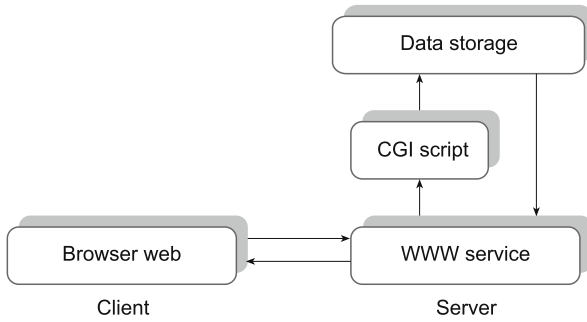 Data storage
CGI script
Browser web
WWW service
Client
Server